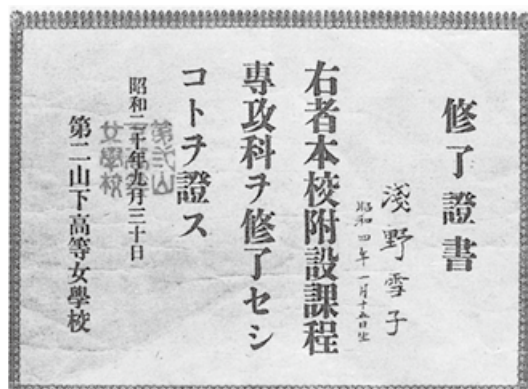 修了證書
淺野雪子
昭和四年一月十五日生
右者本校附設課程
專攻科ヲ修了セシ
コトヲ證ス
昭和二十年九月三十日
第二山下高等女學校